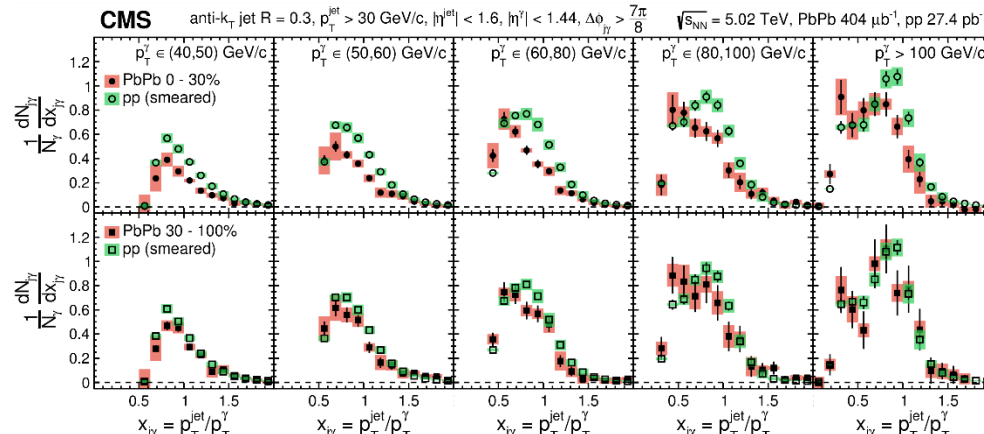 CMS anti-k_T jet R = 0.3, p_T^jet > 30 GeV/c, |η^jet| < 1.6, |η^γ| < 1.44, Δϕ_jγ > 7π/8 √s_NN = 5.02 TeV, PbPb 404 μb⁻¹, pp 27.4 pb⁻
p_T^γ ∈ (40,50) GeV/c p_T^γ ∈ (50,60) GeV/c p_T^γ ∈ (60,80) GeV/c p_T^γ ∈ (80,100) GeV/c p_T^γ > 100 GeV/c
PbPb 0 - 30%
pp (smeared)
1/N_γ dN_jγ/dx_jγ
1.2
1
0.8
0.6
0.4
0.2
0
PbPb 30 - 100%
pp (smeared)
1/N_γ dN_jγ/dx_jγ
1.2
1
0.8
0.6
0.4
0.2
0
0.5 1 1.5 0.5 1 1.5 0.5 1 1.5 0.5 1 1.5 0.5 1 1.5
x_jγ = p_T^jet/p_T^γ x_jγ = p_T^jet/p_T^γ x_jγ = p_T^jet/p_T^γ x_jγ = p_T^jet/p_T^γ x_jγ = p_T^jet/p_T^γ